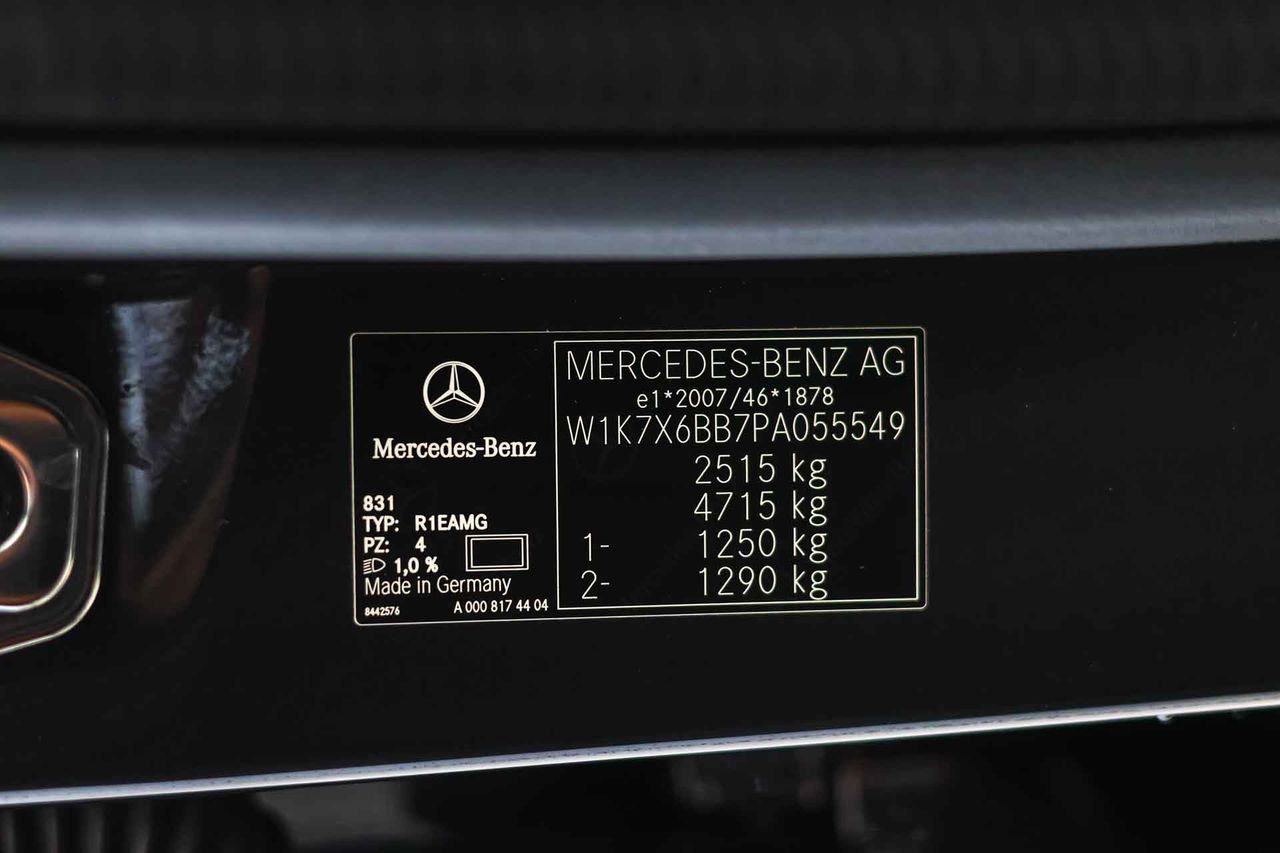 Mercedes-Benz
831
TYP: R1EAMG
PZ: 4
1,0 %
Made in Germany
8442576 A 000 817 44 04
MERCEDES-BENZ AG
e1*2007/46*1878
W1K7X6BB7PA055549
2515 kg
4715 kg
1- 1250 kg
2- 1290 kg